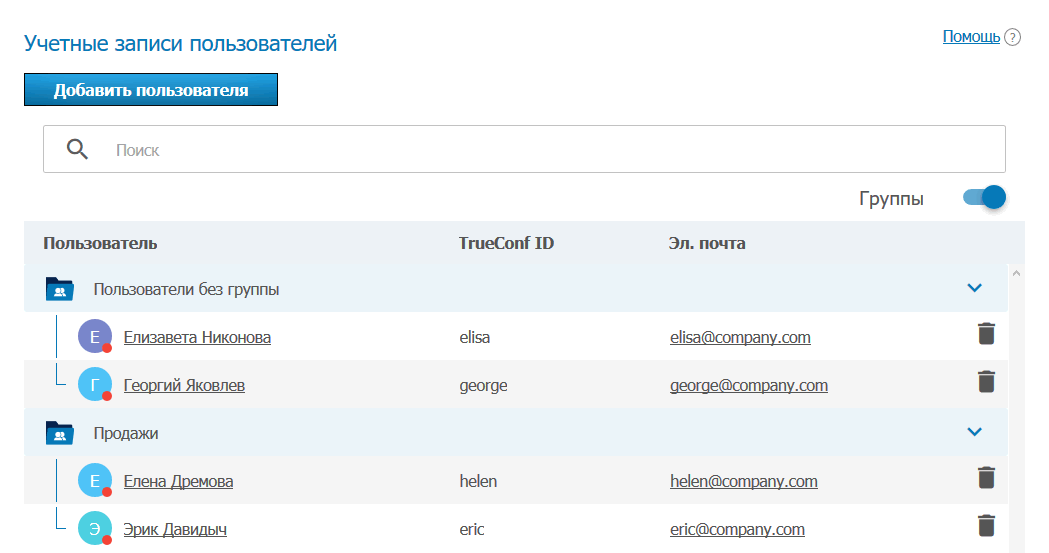 Учетные записи пользователей
Помощь ?
Добавить пользователя
Поиск
Группы
Пользователь TrueConf ID Эл. почта
Пользователи без группы
Е Елизавета Никонова elisa elisa@company.com
Г Георгий Яковлев george george@company.com
Продажи
Е Елена Дремова helen helen@company.com
Э Эрик Давидыч eric eric@company.com